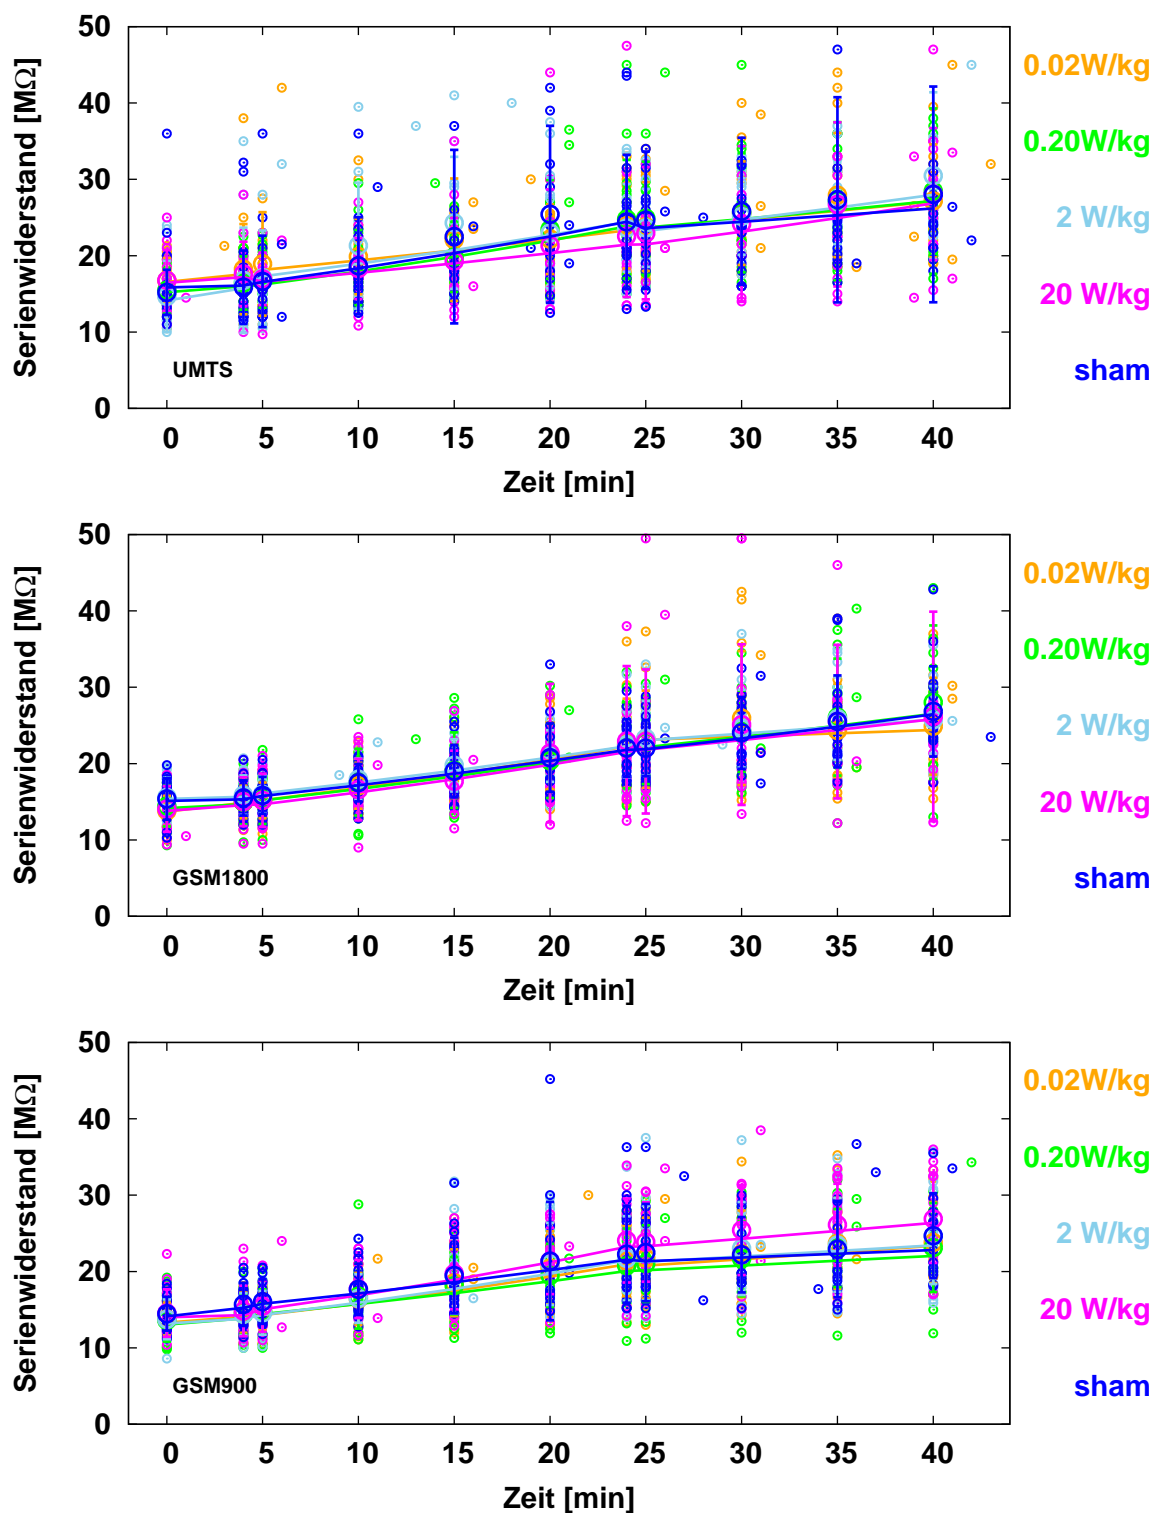 Serienwiderstand [MΩ]
50
40
30
20
10
0
UMTS
0 5 10 15 20 25 30 35 40
Zeit [min]
0.02W/kg
0.20W/kg
2 W/kg
20 W/kg
sham
Serienwiderstand [MΩ]
50
40
30
20
10
0
GSM1800
0 5 10 15 20 25 30 35 40
Zeit [min]
0.02W/kg
0.20W/kg
2 W/kg
20 W/kg
sham
Serienwiderstand [MΩ]
50
40
30
20
10
0
GSM900
0 5 10 15 20 25 30 35 40
Zeit [min]
0.02W/kg
0.20W/kg
2 W/kg
20 W/kg
sham